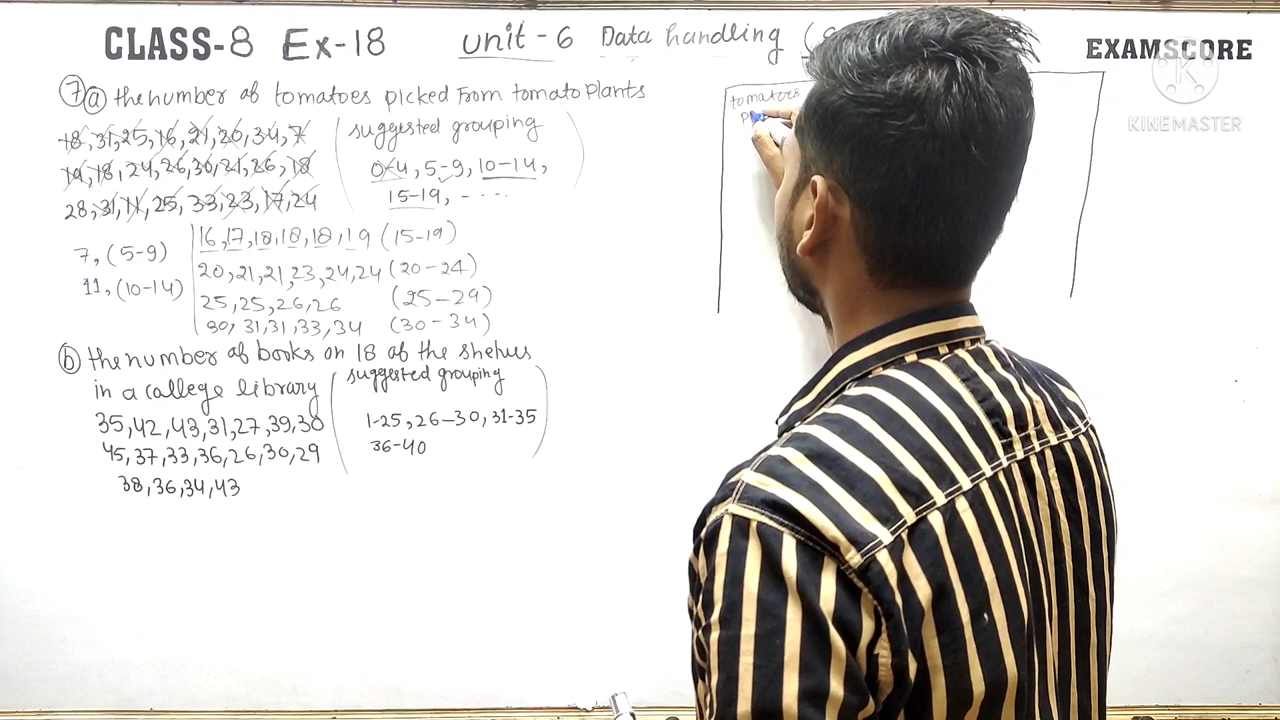 CLASS-8 Ex-18 unit-6 Data handling (
EXAMSCORE
KINEMASTER
⑦ⓐ the number of tomatoes picked From tomato Plants
18, 31, 25, 16, 21, 20, 34, 7
19, 18, 24, 26, 30, 21, 26, 18
28, 31, 11, 25, 33, 23, 17, 24
(suggested grouping
0-4, 5-9, 10-14,
15-19, - - - -)
7, (5-9)
11, (10-14)
16, 17, 18, 18, 18, 19 (15-19)
20, 21, 21, 23, 24, 24 (20-24)
25, 25, 26, 26 (25-29)
30, 31, 31, 33, 34 (30-34)
ⓑ the number of books on 18 of the shelves
in a college library
35, 42, 43, 31, 27, 39, 30
45, 37, 33, 36, 26, 30, 29
38, 36, 34, 43
(suggested grouping
1-25, 26-30, 31-35
36-40)
tomatoes